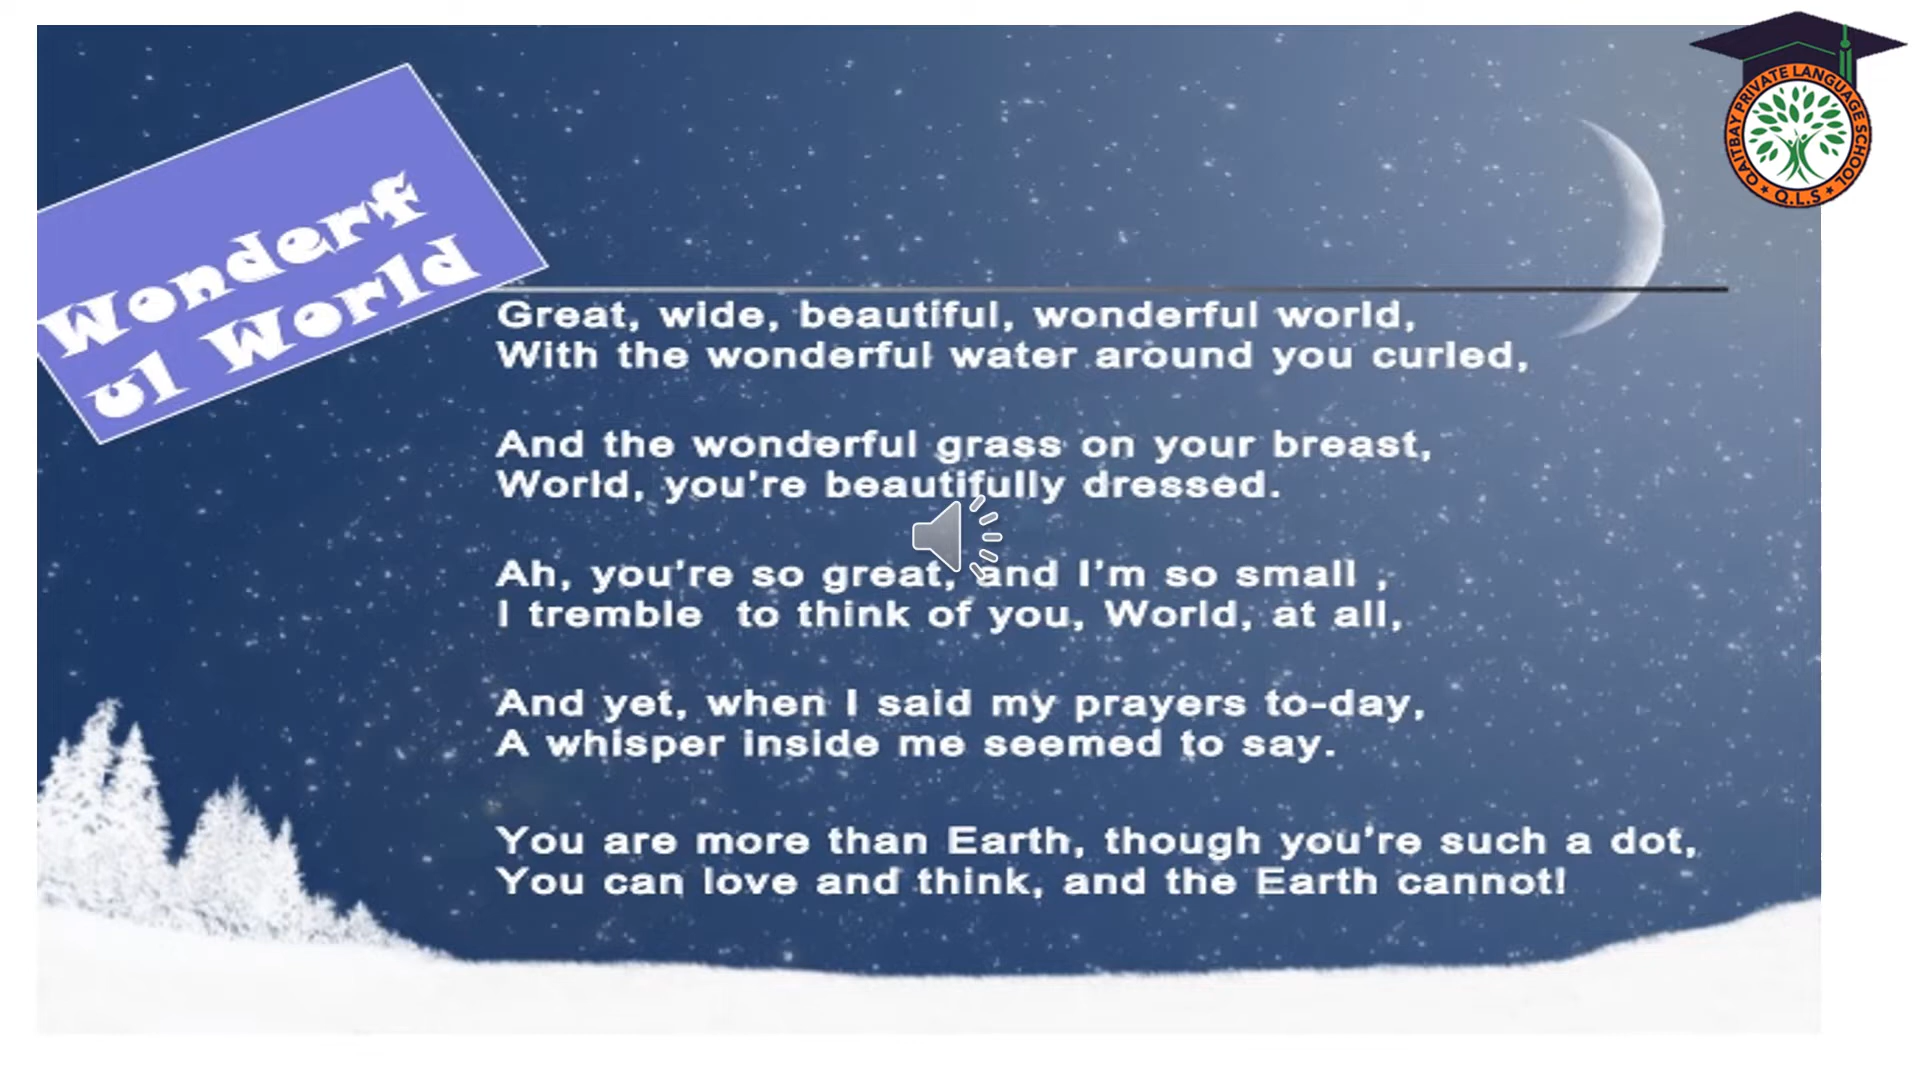 Wonderf
ul World
QAITBAY PRIVATE LANGUAGE SCHOOL
Q.L.S
Great, wide, beautiful, wonderful world,
With the wonderful water around you curled,
And the wonderful grass on your breast,
World, you're beautifully dressed.
Ah, you're so great, and I'm so small ,
I tremble  to think of you, World, at all,
And yet, when I said my prayers to-day,
A whisper inside me seemed to say.
You are more than Earth, though you're such a dot,
You can love and think, and the Earth cannot!